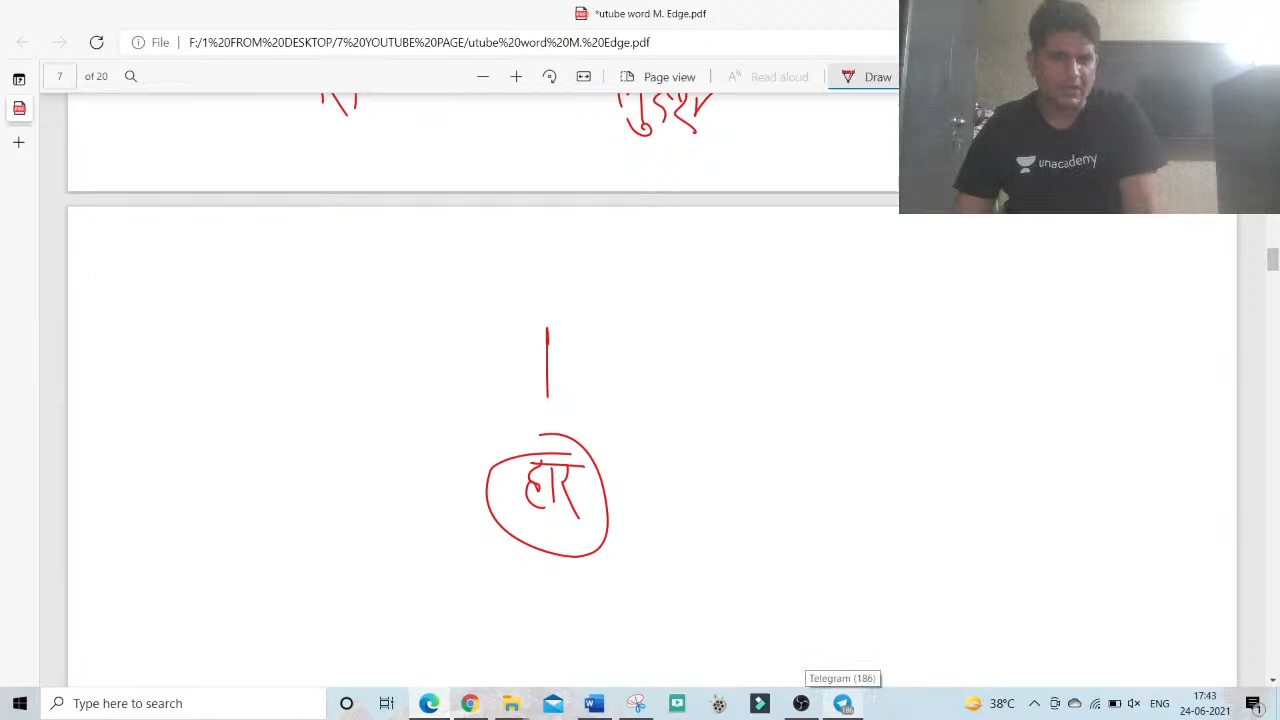 *utube word M. Edge.pdf
File F:/1%20FROM%20DESKTOP/7%20YOUTUBE%20PAGE/utube%20word%20M.%20Edge.pdf
7 of 20 Page view Read aloud Draw
unacademy
हार
Telegram (186)
Type here to search 186 38°C ENG 17:43
24-06-2021 1